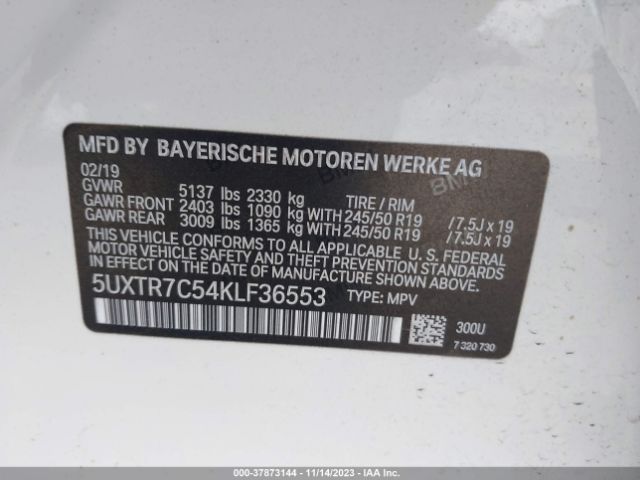 MFD BY BAYERISCHE MOTOREN WERKE AG
02/19
GVWR 5137 lbs 2330 kg TIRE / RIM
GAWR FRONT 2403 lbs 1090 kg WITH 245/50 R19 / 7.5J x 19
GAWR REAR 3009 lbs 1365 kg WITH 245/50 R19 / 7.5J x 19
THIS VEHICLE CONFORMS TO ALL APPLICABLE U. S. FEDERAL
MOTOR VEHICLE SAFETY AND THEFT PREVENTION STANDARDS
IN EFFECT ON THE DATE OF MANUFACTURE SHOWN ABOVE.
5UXTR7C54KLF36553 TYPE: MPV
300U
7 320 730
000-37873144 | 11/14/2023 | IAA Inc.